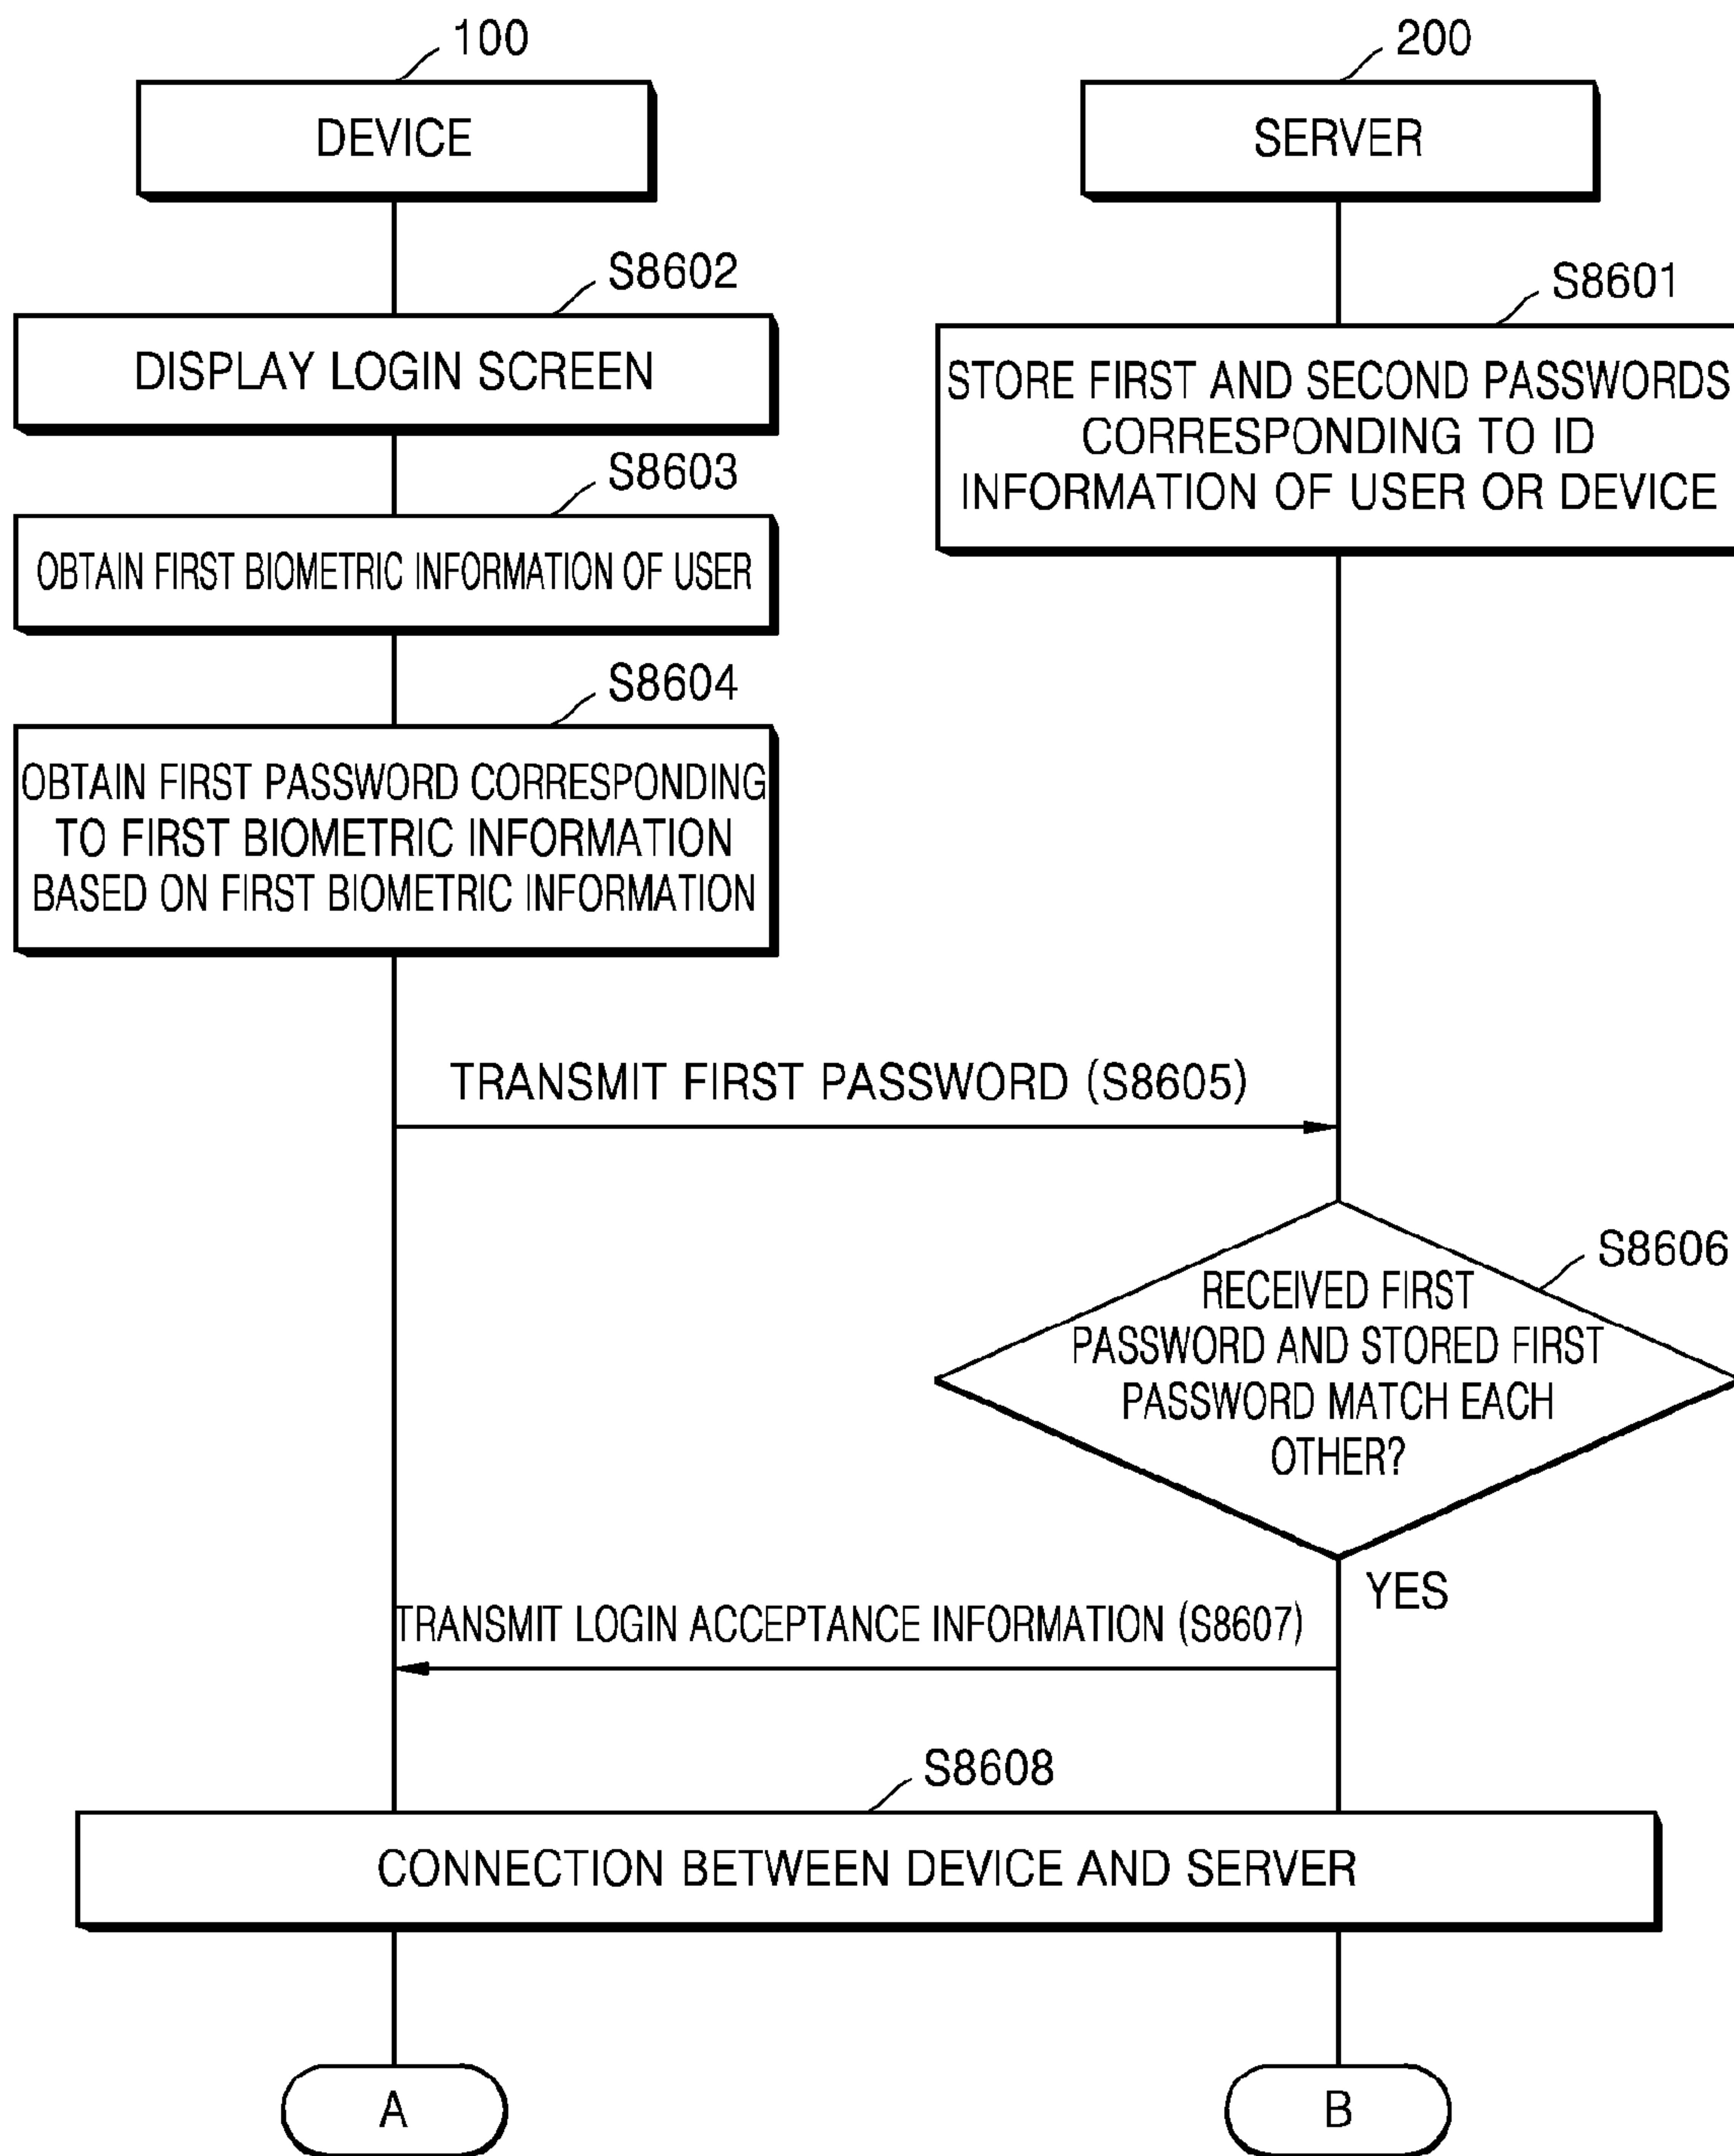 100
200
DEVICE
SERVER
S8602
S8601
DISPLAY LOGIN SCREEN
STORE FIRST AND SECOND PASSWORDS
CORRESPONDING TO ID
INFORMATION OF USER OR DEVICE
S8603
OBTAIN FIRST BIOMETRIC INFORMATION OF USER
S8604
OBTAIN FIRST PASSWORD CORRESPONDING
TO FIRST BIOMETRIC INFORMATION
BASED ON FIRST BIOMETRIC INFORMATION
TRANSMIT FIRST PASSWORD (S8605)
S8606
RECEIVED FIRST
PASSWORD AND STORED FIRST
PASSWORD MATCH EACH
OTHER?
YES
TRANSMIT LOGIN ACCEPTANCE INFORMATION (S8607)
S8608
CONNECTION BETWEEN DEVICE AND SERVER
A
B